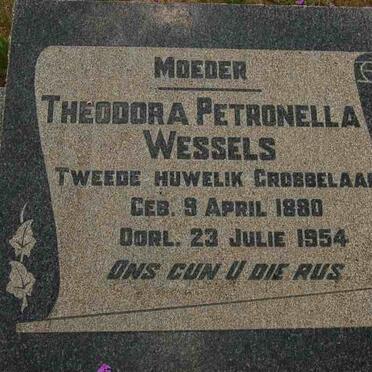 MOEDER
THEODORA PETRONELLA
WESSELS
TWEEDE HUWELIK GROBBELAAR
GEB. 9 APRIL 1880
OORL. 23 JULIE 1954
ONS GUN U DIE RUS